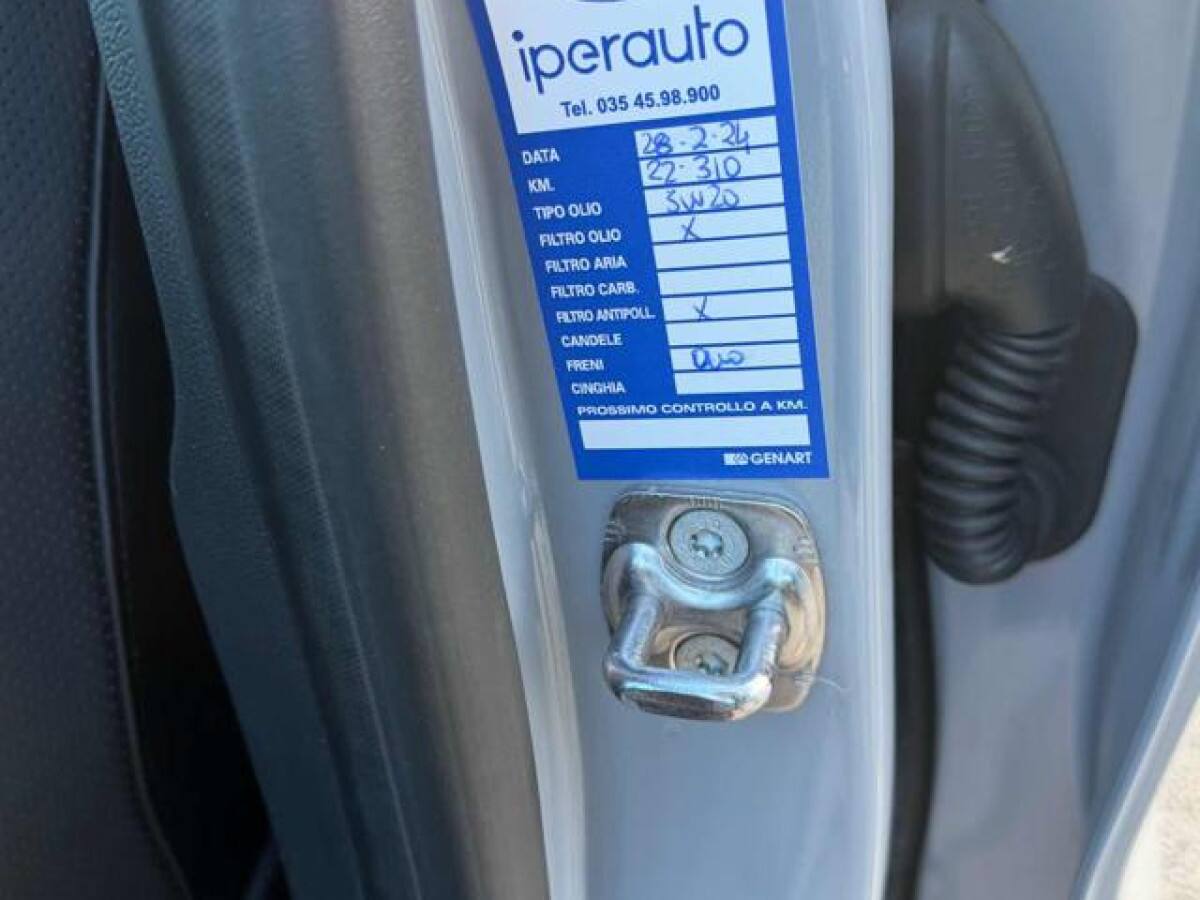 iperauto
Tel. 035 45.98.900
DATA 28-2-24
KM. 22-310
TIPO OLIO 5W20
FILTRO OLIO X
FILTRO ARIA
FILTRO CARB.
FILTRO ANTIPOLL. X
CANDELE
FRENI OLIO
CINGHIA
PROSSIMO CONTROLLO A KM.
GENART